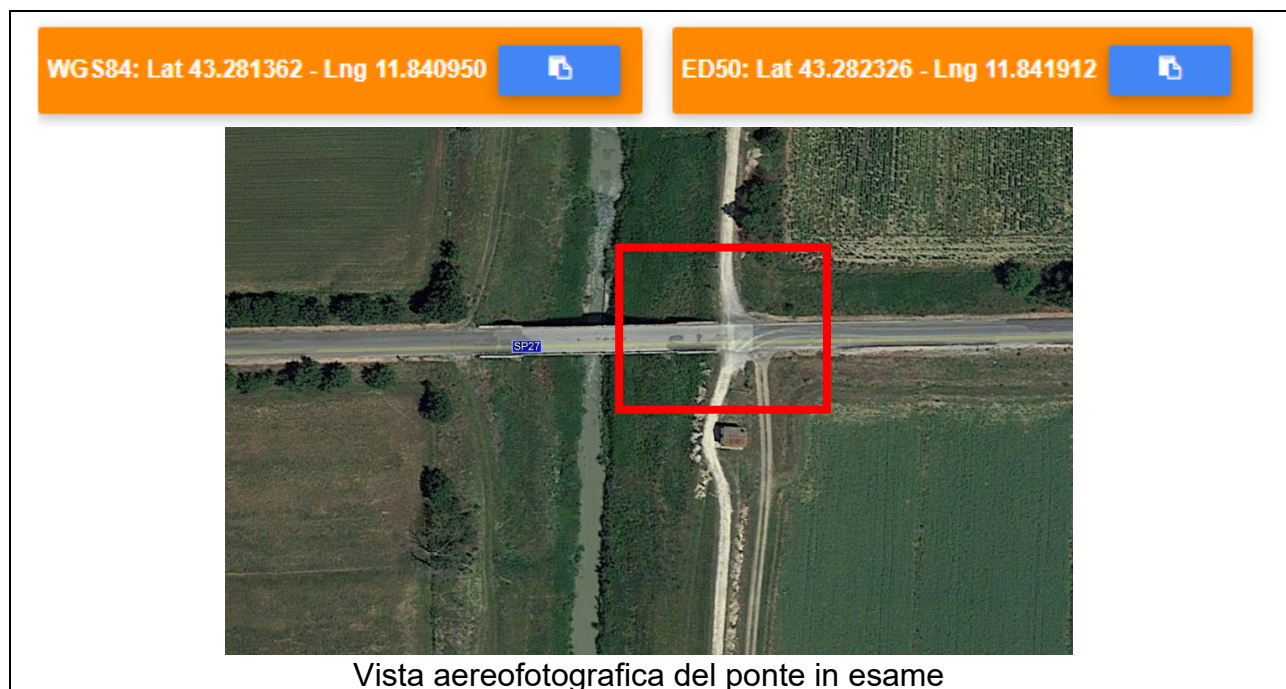 WGS84: Lat 43.281362 - Lng 11.840950
ED50: Lat 43.282326 - Lng 11.841912
SP27
Vista aereofotografica del ponte in esame